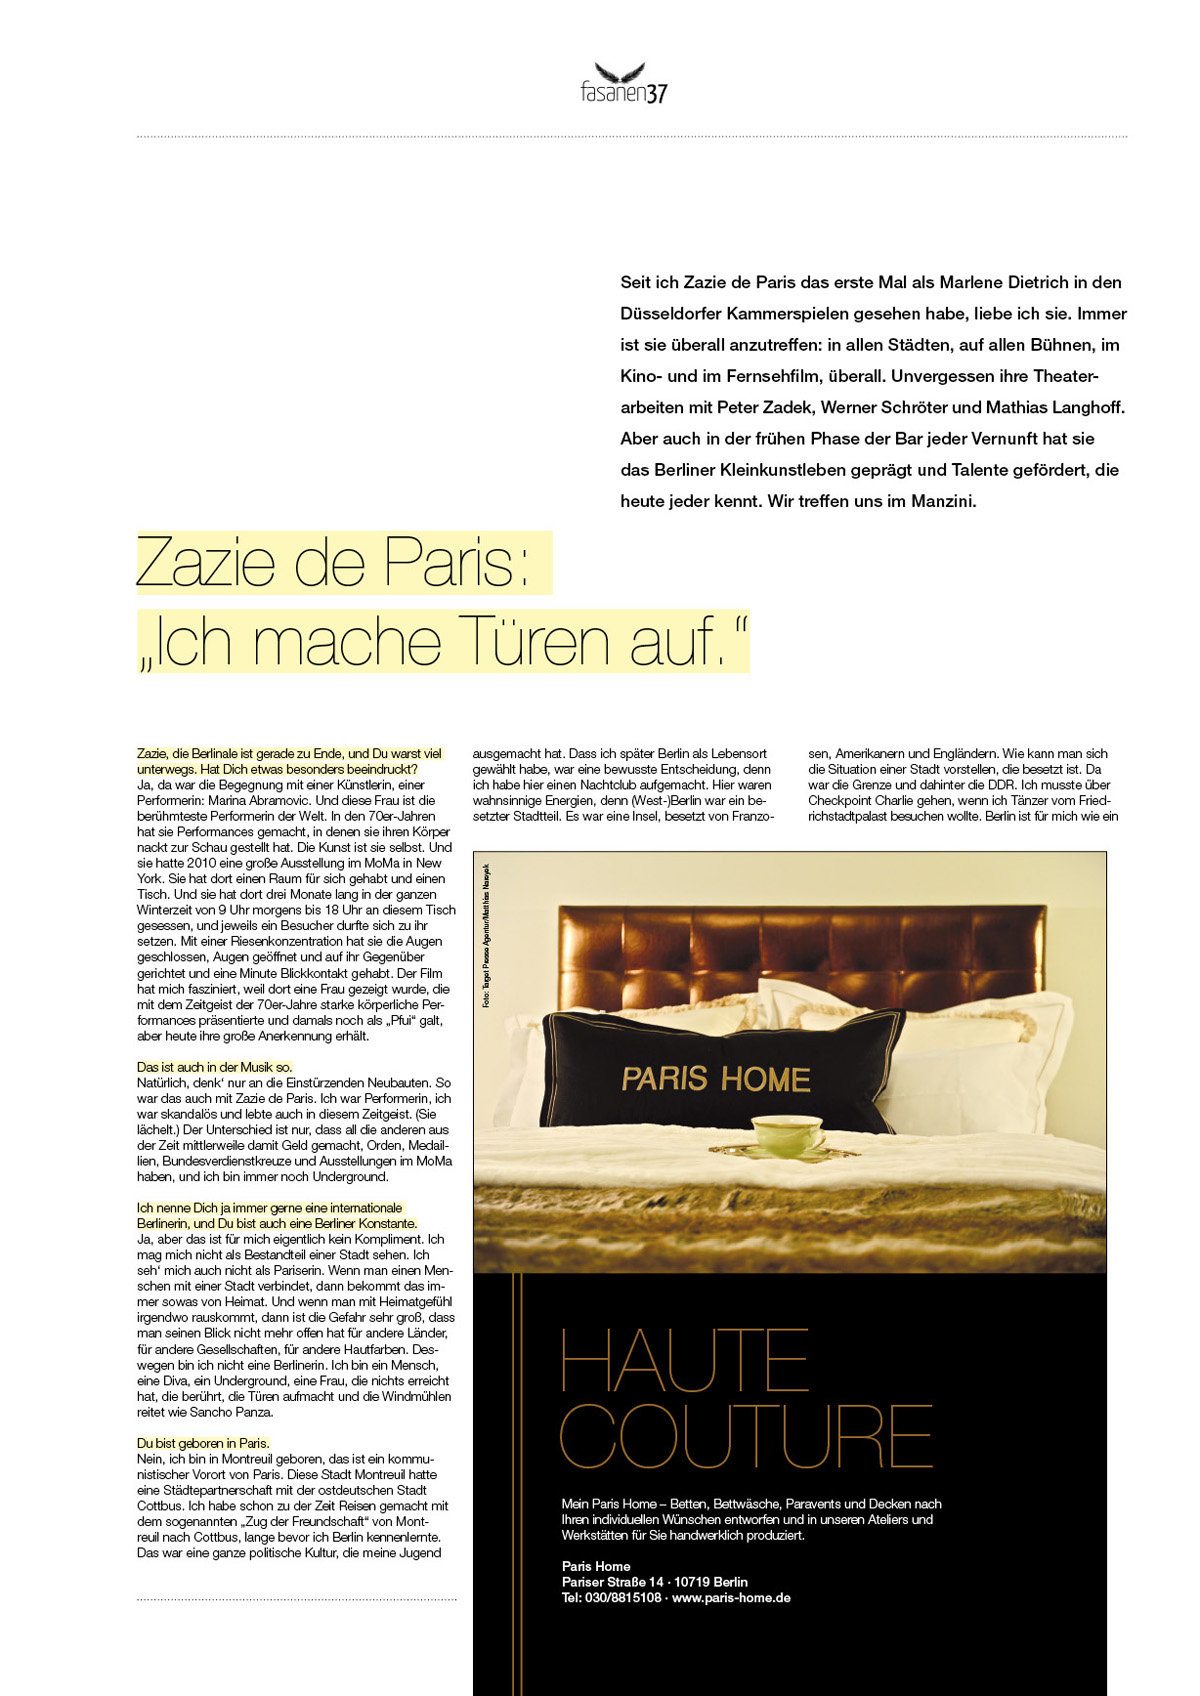 fasanen37
Seit ich Zazie de Paris das erste Mal als Marlene Dietrich in den
Düsseldorfer Kammerspielen gesehen habe, liebe ich sie. Immer
ist sie überall anzutreffen: in allen Städten, auf allen Bühnen, im
Kino- und im Fernsehfilm, überall. Unvergessen ihre Theater-
arbeiten mit Peter Zadek, Werner Schröter und Mathias Langhoff.
Aber auch in der frühen Phase der Bar jeder Vernunft hat sie
das Berliner Kleinkunstleben geprägt und Talente gefördert, die
heute jeder kennt. Wir treffen uns im Manzini.
Zazie de Paris:
„Ich mache Türen auf.“
Zazie, die Berlinale ist gerade zu Ende, und Du warst viel
unterwegs. Hat Dich etwas besonders beeindruckt?
Ja, da war die Begegnung mit einer Künstlerin, einer
Performerin: Marina Abramovic. Und diese Frau ist die
berühmteste Performerin der Welt. In den 70er-Jahren
hat sie Performances gemacht, in denen sie ihren Körper
nackt zur Schau gestellt hat. Die Kunst ist sie selbst. Und
sie hatte 2010 eine große Ausstellung im MoMa in New
York. Sie hat dort einen Raum für sich gehabt und einen
Tisch. Und sie hat dort drei Monate lang in der ganzen
Winterzeit von 9 Uhr morgens bis 18 Uhr an diesem Tisch
gesessen, und jeweils ein Besucher durfte sich zu ihr
setzen. Mit einer Riesenkonzentration hat sie die Augen
geschlossen, Augen geöffnet und auf ihr Gegenüber
gerichtet und eine Minute Blickkontakt gehabt. Der Film
hat mich fasziniert, weil dort eine Frau gezeigt wurde, die
mit dem Zeitgeist der 70er-Jahre starke körperliche Per-
formances präsentierte und damals noch als „Pfui“ galt,
aber heute ihre große Anerkennung erhält.
Das ist auch in der Musik so.
Natürlich, denk‘ nur an die Einstürzenden Neubauten. So
war das auch mit Zazie de Paris. Ich war Performerin, ich
war skandalös und lebte auch in diesem Zeitgeist. (Sie
lächelt.) Der Unterschied ist nur, dass all die anderen aus
der Zeit mittlerweile damit Geld gemacht, Orden, Medail-
lien, Bundesverdienstkreuze und Ausstellungen im MoMa
haben, und ich bin immer noch Underground.
Ich nenne Dich ja immer gerne eine internationale
Berlinerin, und Du bist auch eine Berliner Konstante.
Ja, aber das ist für mich eigentlich kein Kompliment. Ich
mag mich nicht als Bestandteil einer Stadt sehen. Ich
seh‘ mich auch nicht als Pariserin. Wenn man einen Men-
schen mit einer Stadt verbindet, dann bekommt das im-
mer sowas von Heimat. Und wenn man mit Heimatgefühl
irgendwo rauskommt, dann ist die Gefahr sehr groß, dass
man seinen Blick nicht mehr offen hat für andere Länder,
für andere Gesellschaften, für andere Hautfarben. Des-
wegen bin ich nicht eine Berlinerin. Ich bin ein Mensch,
eine Diva, ein Underground, eine Frau, die nichts erreicht
hat, die berührt, die Türen aufmacht und die Windmühlen
reitet wie Sancho Panza.
Du bist geboren in Paris.
Nein, ich bin in Montreuil geboren, das ist ein kommu-
nistischer Vorort von Paris. Diese Stadt Montreuil hatte
eine Städtepartnerschaft mit der ostdeutschen Stadt
Cottbus. Ich habe schon zu der Zeit Reisen gemacht mit
dem sogenannten „Zug der Freundschaft“ von Mont-
reuil nach Cottbus, lange bevor ich Berlin kennenlernte.
Das war eine ganze politische Kultur, die meine Jugend
ausgemacht hat. Dass ich später Berlin als Lebensort
gewählt habe, war eine bewusste Entscheidung, denn
ich habe hier einen Nachtclub aufgemacht. Hier waren
wahnsinnige Energien, denn (West-)Berlin war ein be-
setzter Stadtteil. Es war eine Insel, besetzt von Franzo-
sen, Amerikanern und Engländern. Wie kann man sich
die Situation einer Stadt vorstellen, die besetzt ist. Da
war die Grenze und dahinter die DDR. Ich musste über
Checkpoint Charlie gehen, wenn ich Tänzer vom Fried-
richstadtpalast besuchen wollte. Berlin ist für mich wie ein
Foto: Target Presse Agentur/Matthias Nareyek
PARIS HOME
HAUTE
COUTURE
Mein Paris Home – Betten, Bettwäsche, Paravents und Decken nach
Ihren individuellen Wünschen entworfen und in unseren Ateliers und
Werkstätten für Sie handwerklich produziert.
Paris Home
Pariser Straße 14 · 10719 Berlin
Tel: 030/8815108 · www.paris-home.de